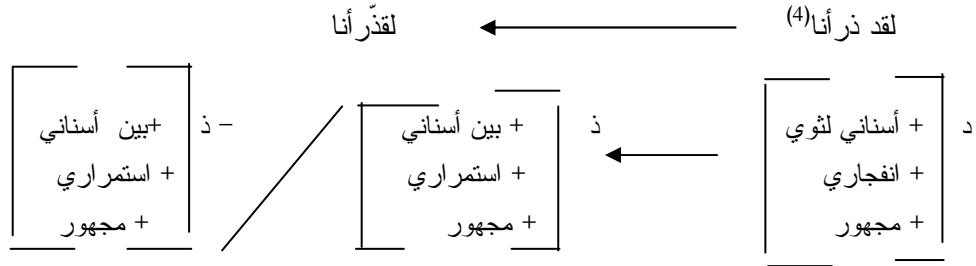 لقد ذرأنا(4) ← لقذّرأنا
د + أسناني لثوي ذ + بين أسناني / – ذ +بين أسناني
+ انفجاري ← + استمراري + استمراري
+ مجهور + مجهور + مجهور